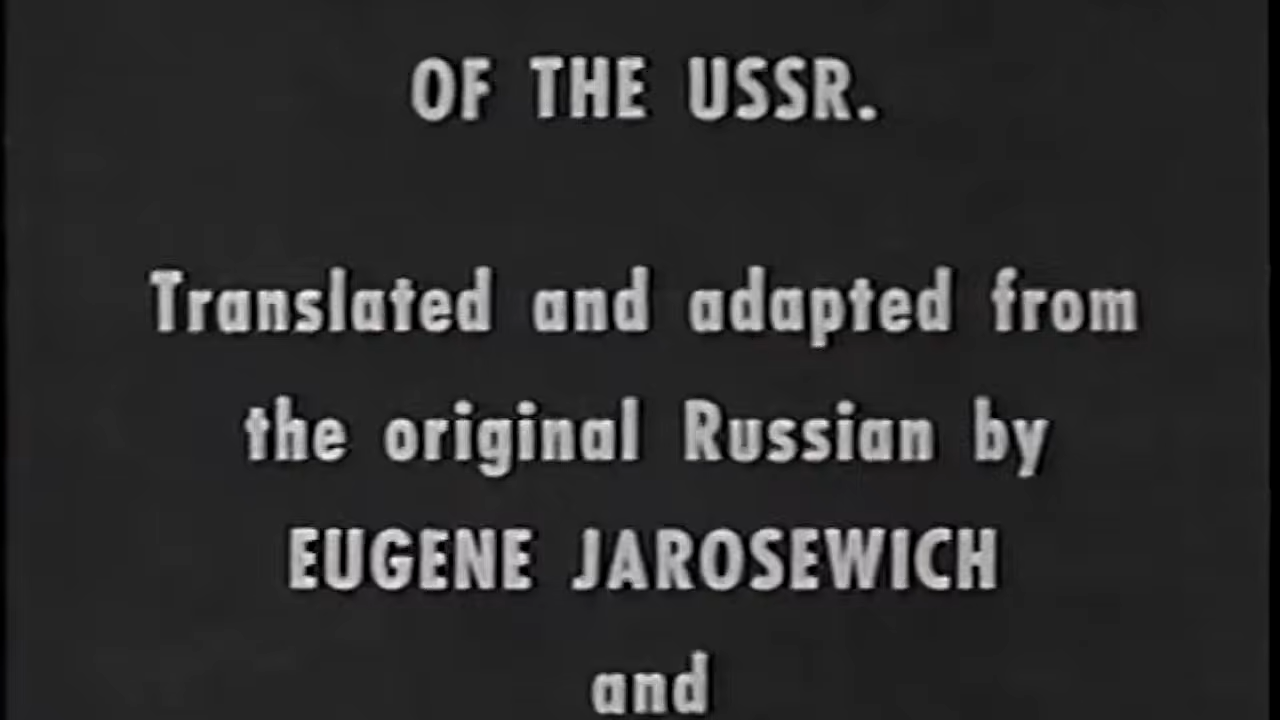 OF THE USSR.
Translated and adapted from
the original Russian by
EUGENE JAROSEWICH
and